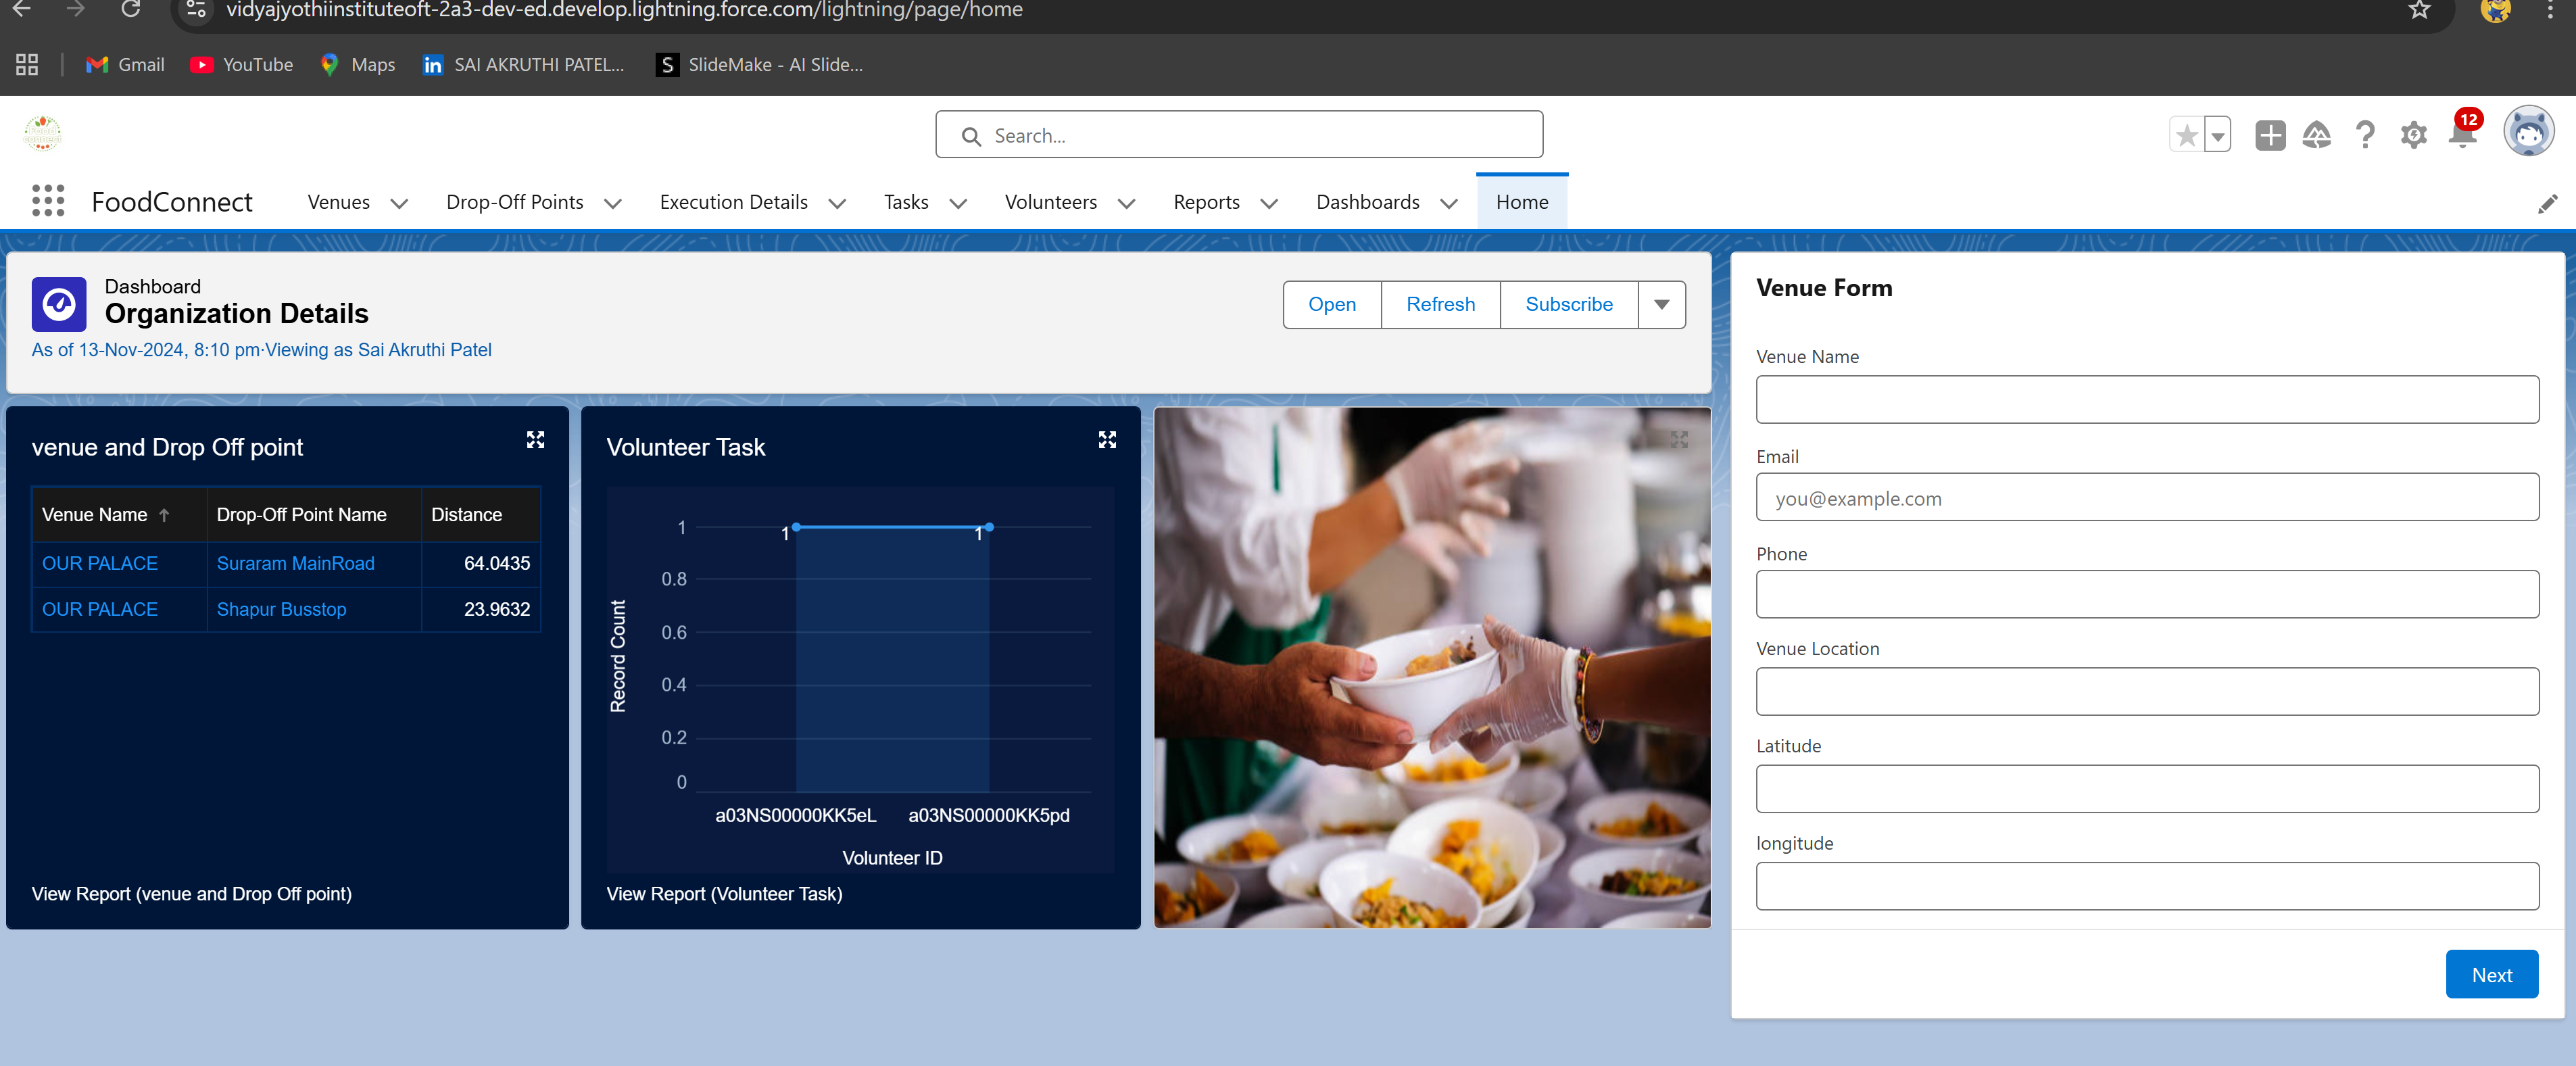 vidyajyothiinstituteoft-2a3-dev-ed.develop.lightning.force.com/lightning/page/home
Gmail YouTube Maps SAI AKRUTHI PATEL... SlideMake - AI Slide...
Search...
12
FoodConnect Venues Drop-Off Points Execution Details Tasks Volunteers Reports Dashboards Home
Dashboard
Organization Details
As of 13-Nov-2024, 8:10 pm·Viewing as Sai Akruthi Patel
Open Refresh Subscribe
venue and Drop Off point
Venue Name ↑ Drop-Off Point Name Distance
OUR PALACE Suraram MainRoad 64.0435
OUR PALACE Shapur Busstop 23.9632
View Report (venue and Drop Off point)
Volunteer Task
Record Count
1
0.8
0.6
0.4
0.2
0
1 1
a03NS00000KK5eL a03NS00000KK5pd
Volunteer ID
View Report (Volunteer Task)
Venue Form
Venue Name
Email
you@example.com
Phone
Venue Location
Latitude
longitude
Next